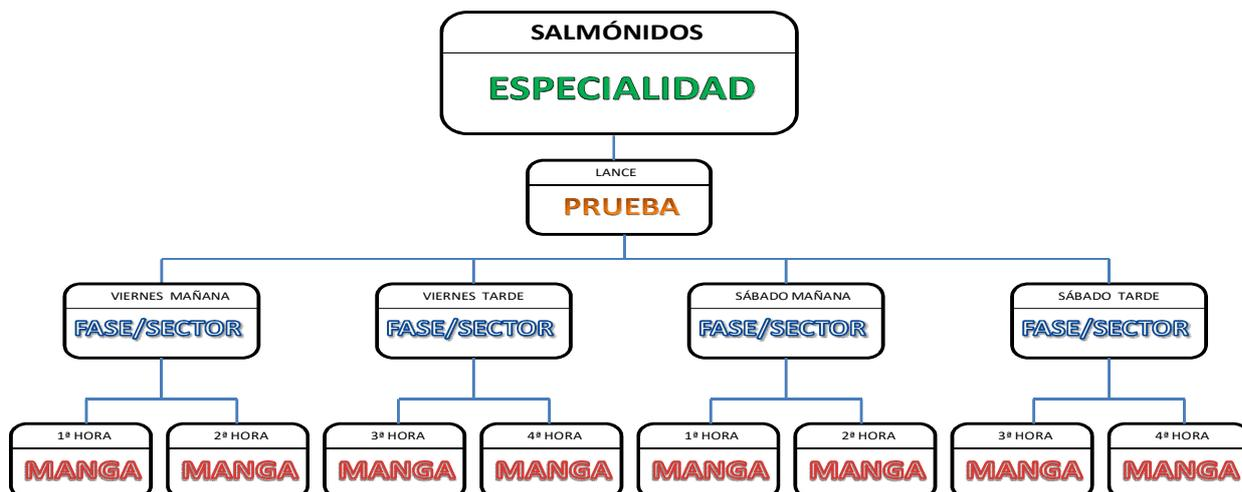 SALMÓNIDOS
ESPECIALIDAD
LANCE
PRUEBA
VIERNES MAÑANA
FASE/SECTOR
VIERNES TARDE
FASE/SECTOR
SÁBADO MAÑANA
FASE/SECTOR
SÁBADO TARDE
FASE/SECTOR
1ª HORA
MANGA
2ª HORA
MANGA
3ª HORA
MANGA
4ª HORA
MANGA
1ª HORA
MANGA
2ª HORA
MANGA
3ª HORA
MANGA
4ª HORA
MANGA